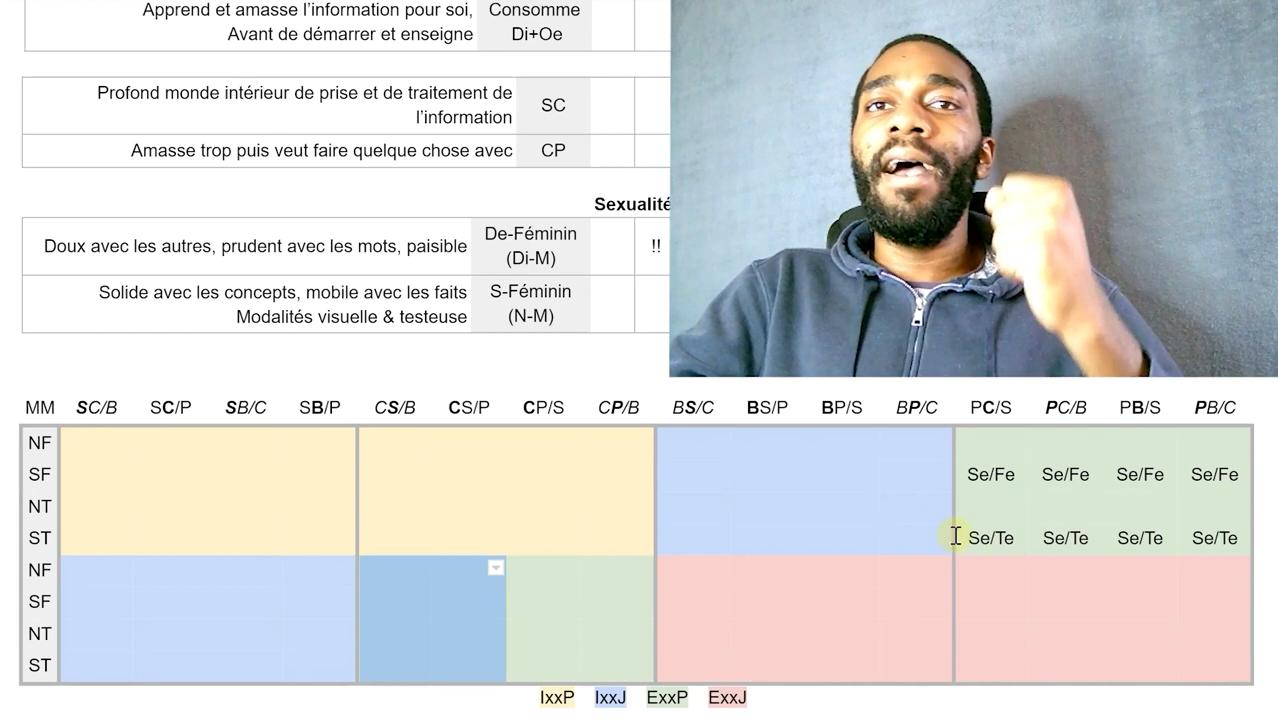 Apprend et amasse l'information pour soi,
Avant de démarrer et enseigne
Consomme
Di+Oe
Profond monde intérieur de prise et de traitement de
l'information
SC
Amasse trop puis veut faire quelque chose avec
CP
Sexualité
Doux avec les autres, prudent avec les mots, paisible
De-Féminin
(Di-M)
!!
Solide avec les concepts, mobile avec les faits
Modalités visuelle & testeuse
S-Féminin
(N-M)
MM SC/B SC/P SB/C SB/P CS/B CS/P CP/S CP/B BS/C BS/P BP/S BP/C PC/S PC/B PB/S PB/C
NF
SF Se/Fe Se/Fe Se/Fe Se/Fe
NT
ST Se/Te Se/Te Se/Te Se/Te
NF
SF
NT
ST
IxxP IxxJ ExxP ExxJ